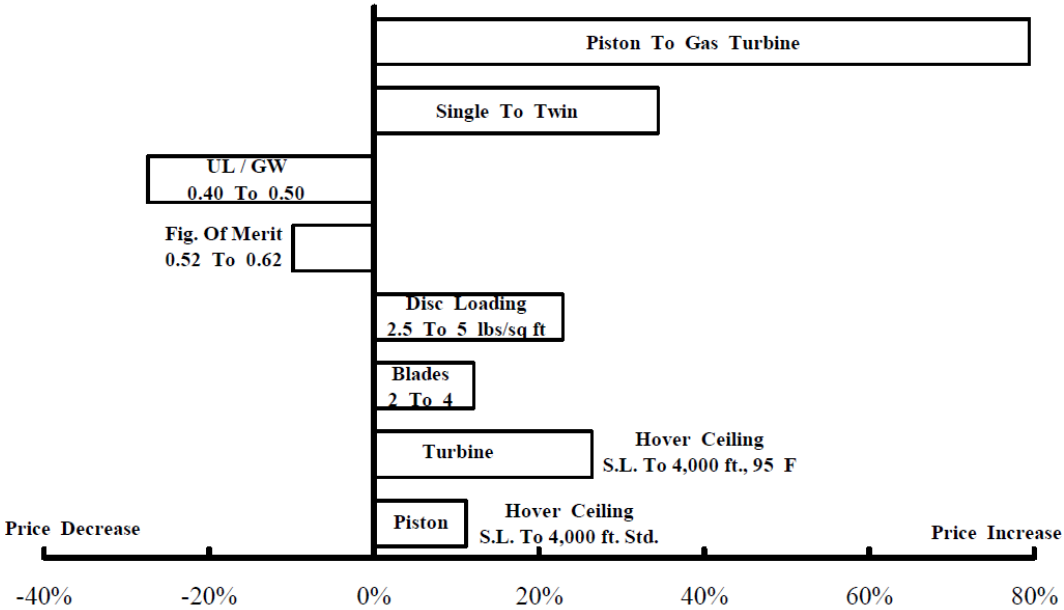 Piston To Gas Turbine
Single To Twin
UL / GW
0.40 To 0.50
Fig. Of Merit
0.52 To 0.62
Disc Loading
2.5 To 5 lbs/sq ft
Blades
2 To 4
Turbine
Hover Ceiling
S.L. To 4,000 ft., 95 F
Piston
Hover Ceiling
S.L. To 4,000 ft. Std.
Price Decrease
Price Increase
-40% -20% 0% 20% 40% 60% 80%